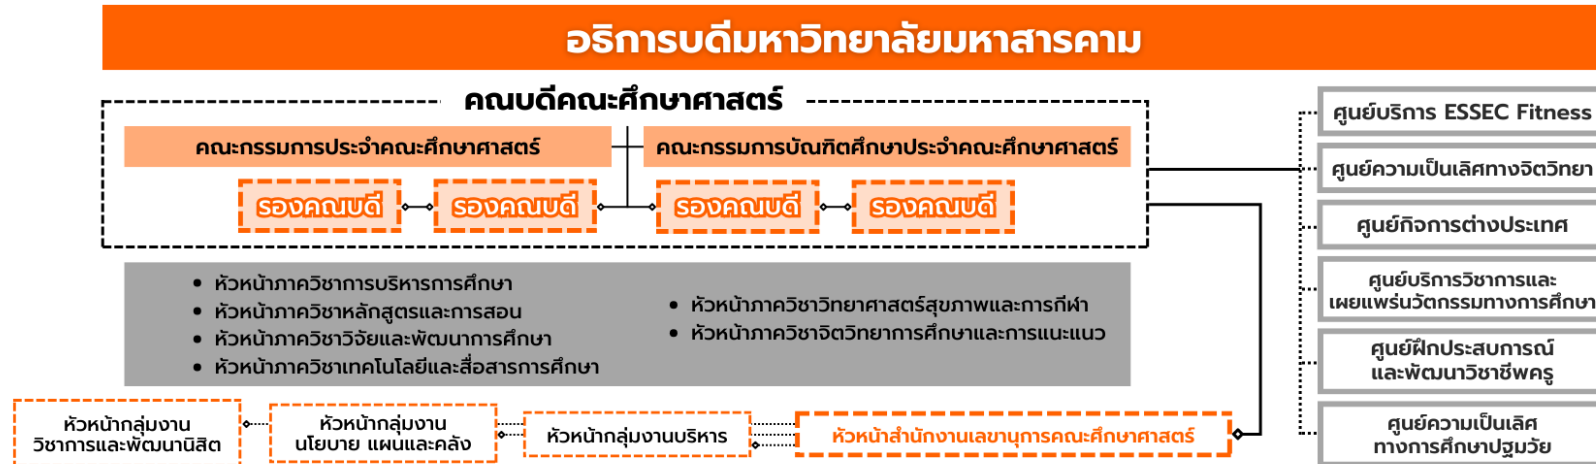 อธิการบดีมหาวิทยาลัยมหาสารคาม
คณบดีคณะศึกษาศาสตร์
คณะกรรมการประจำคณะศึกษาศาสตร์
คณะกรรมการบัณฑิตศึกษาประจำคณะศึกษาศาสตร์
รองคณบดี
รองคณบดี
รองคณบดี
รองคณบดี
• หัวหน้าภาควิชาการบริหารการศึกษา
• หัวหน้าภาควิชาหลักสูตรและการสอน
• หัวหน้าภาควิชาวิจัยและพัฒนาการศึกษา
• หัวหน้าภาควิชาเทคโนโลยีและสื่อสารการศึกษา
• หัวหน้าภาควิชาวิทยาศาสตร์สุขภาพและการกีฬา
• หัวหน้าภาควิชาจิตวิทยาการศึกษาและการแนะแนว
หัวหน้ากลุ่มงาน
วิชาการและพัฒนานิสิต
หัวหน้ากลุ่มงาน
นโยบาย แผนและคลัง
หัวหน้ากลุ่มงานบริหาร
หัวหน้าสำนักงานเลขานุการคณะศึกษาศาสตร์
ศูนย์บริการ ESSEC Fitness
ศูนย์ความเป็นเลิศทางจิตวิทยา
ศูนย์กิจการต่างประเทศ
ศูนย์บริการวิชาการและ
เผยแพร่นวัตกรรมทางการศึกษา
ศูนย์ฝึกประสบการณ์
และพัฒนาวิชาชีพครู
ศูนย์ความเป็นเลิศ
ทางการศึกษาปฐมวัย